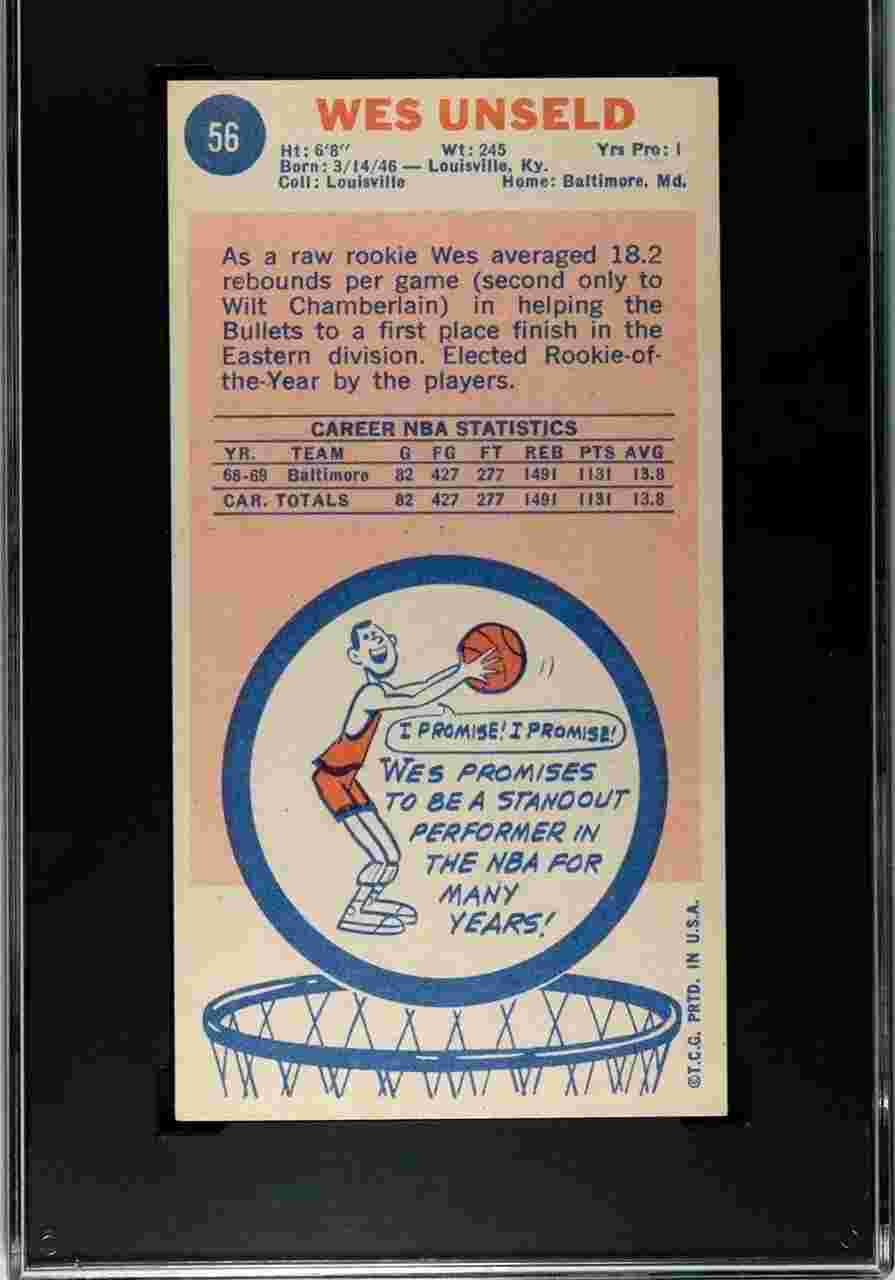 56
WES UNSELD
Ht: 6'8" Wt: 245 Yrs Pro: 1
Born: 3/14/46 — Louisville, Ky.
Coll: Louisville Home: Baltimore, Md.
As a raw rookie Wes averaged 18.2
rebounds per game (second only to
Wilt Chamberlain) in helping the
Bullets to a first place finish in the
Eastern division. Elected Rookie-of-
the-Year by the players.
CAREER NBA STATISTICS
YR. TEAM G FG FT REB PTS AVG
68-69 Baltimore 82 427 277 1491 1131 13.8
CAR. TOTALS 82 427 277 1491 1131 13.8
I PROMISE! I PROMISE!
WES PROMISES
TO BE A STANDOUT
PERFORMER IN
THE NBA FOR
MANY
YEARS!
©T.C.G. PRTD. IN U.S.A.